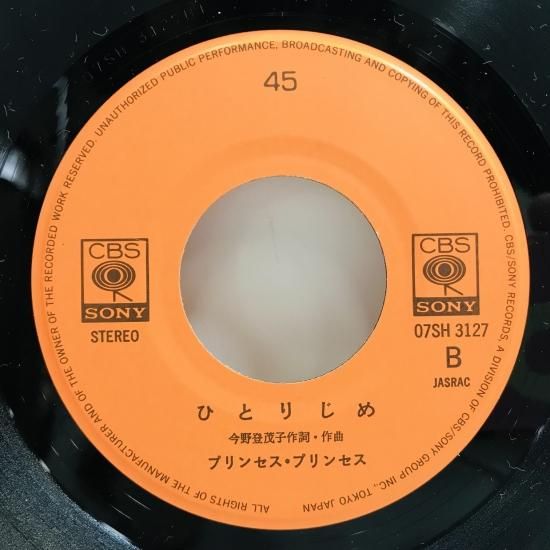 UNAUTHORIZED PUBLIC PERFORMANCE, BROADCASTING AND COPYING OF THIS RECORD PROHIBITED. CBS/SONY RECORDS, A DIVISION OF CBS/SONY GROUP INC., TOKYO JAPAN
ALL RIGHTS OF THE MANUFACTURER AND OF THE OWNER OF THE RECORDED WORK RESERVED.
45
CBS
SONY
STEREO
CBS
SONY
07SH 3127
B
JASRAC
ひとりじめ
今野登茂子作詞・作曲
プリンセス・プリンセス